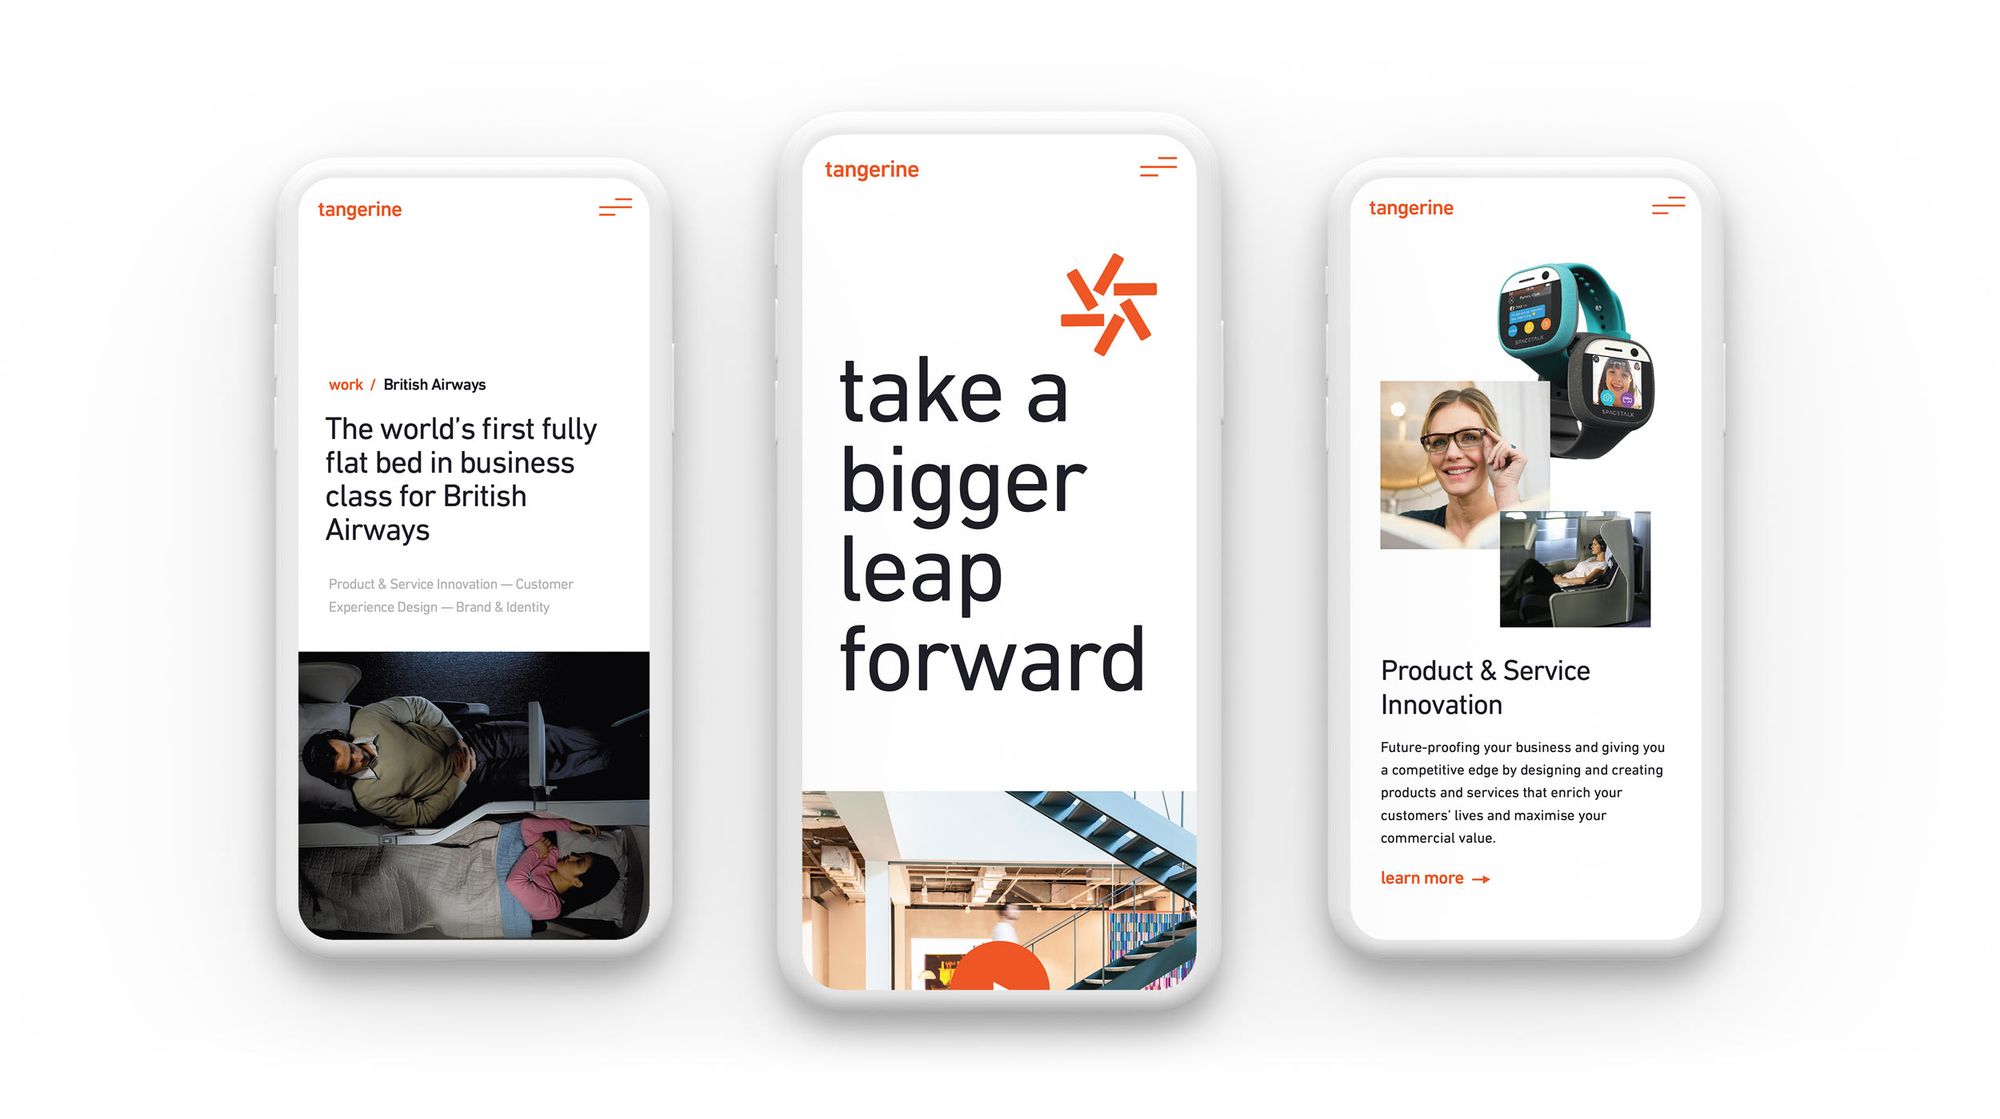 tangerine
work / British Airways
The world's first fully
flat bed in business
class for British
Airways
Product & Service Innovation — Customer
Experience Design — Brand & Identity
tangerine
take a
bigger
leap
forward
tangerine
SPACETALK
SPACETALK
Product & Service
Innovation
Future-proofing your business and giving you
a competitive edge by designing and creating
products and services that enrich your
customers' lives and maximise your
commercial value.
learn more →